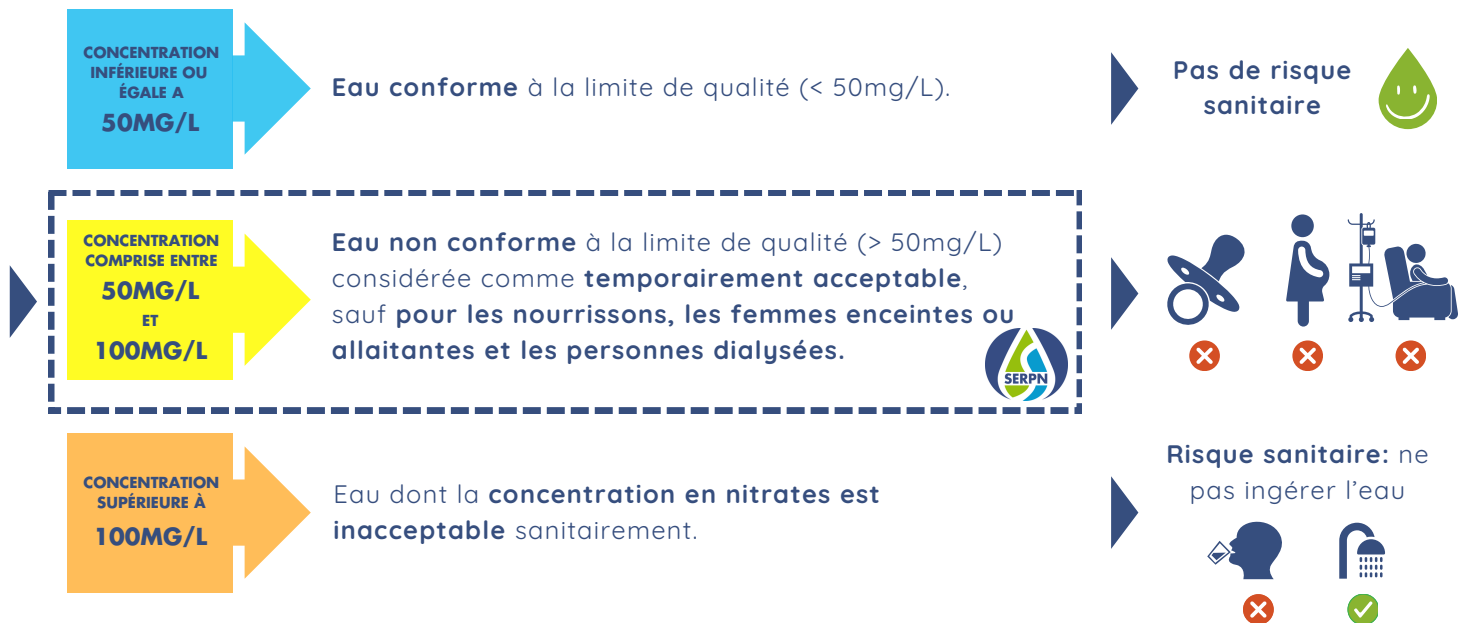 CONCENTRATION
INFÉRIEURE OU
ÉGALE A
50MG/L
Eau conforme à la limite de qualité (< 50mg/L).
Pas de risque
sanitaire
CONCENTRATION
COMPRISE ENTRE
50MG/L
ET
100MG/L
Eau non conforme à la limite de qualité (> 50mg/L)
considérée comme temporairement acceptable,
sauf pour les nourrissons, les femmes enceintes ou
allaitantes et les personnes dialysées.
SERPN
CONCENTRATION
SUPÉRIEURE À
100MG/L
Eau dont la concentration en nitrates est
inacceptable sanitairement.
Risque sanitaire: ne
pas ingérer l’eau